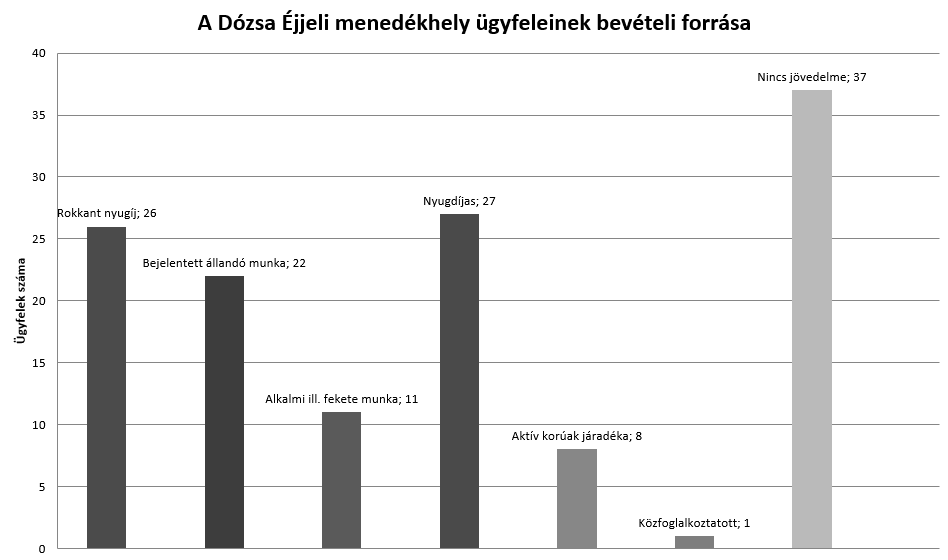 A Dózsa Éjjeli menedékhely ügyfeleinek bevételi forrása
40
35
30
25
20
15
10
5
0
Ügyfelek száma
Rokkant nyugíj; 26
Bejelentett állandó munka; 22
Alkalmi ill. fekete munka; 11
Nyugdíjas; 27
Aktív korúak járadéka; 8
Közfoglalkoztatott; 1
Nincs jövedelme; 37